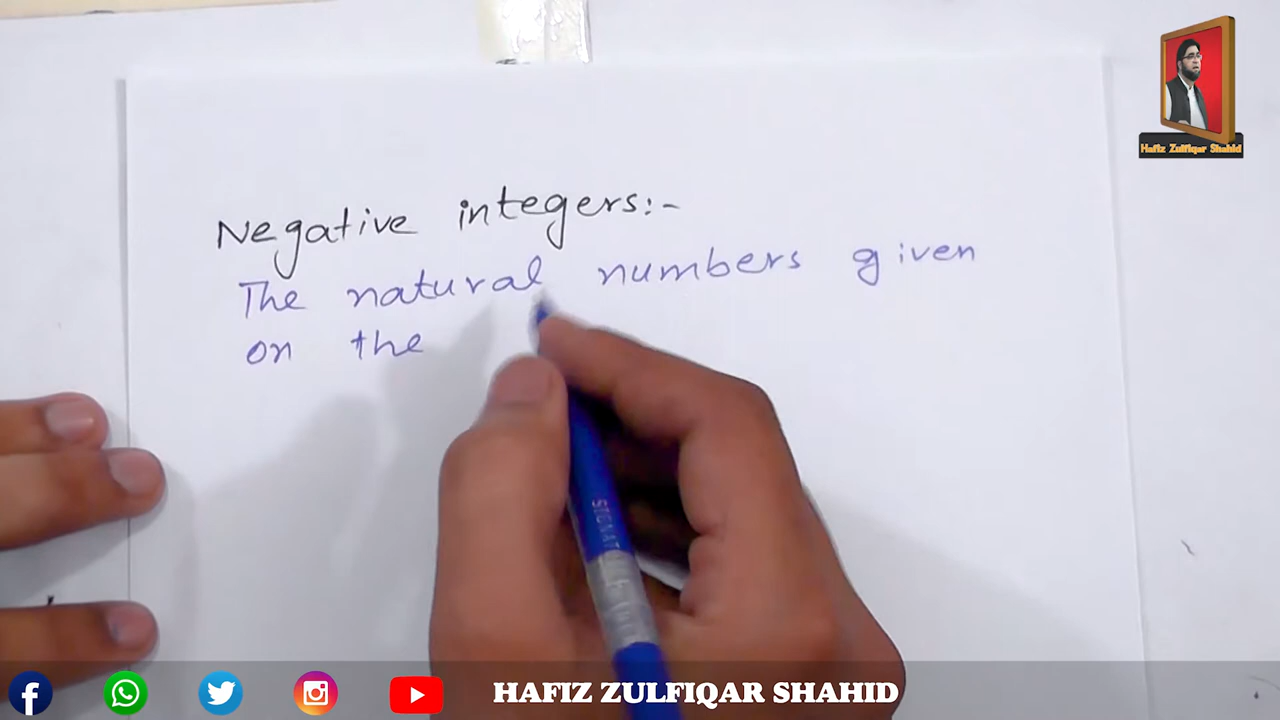 Hafiz Zulfiqar Shahid
Negative integers:-
The natural numbers given
on the
HAFIZ ZULFIQAR SHAHID